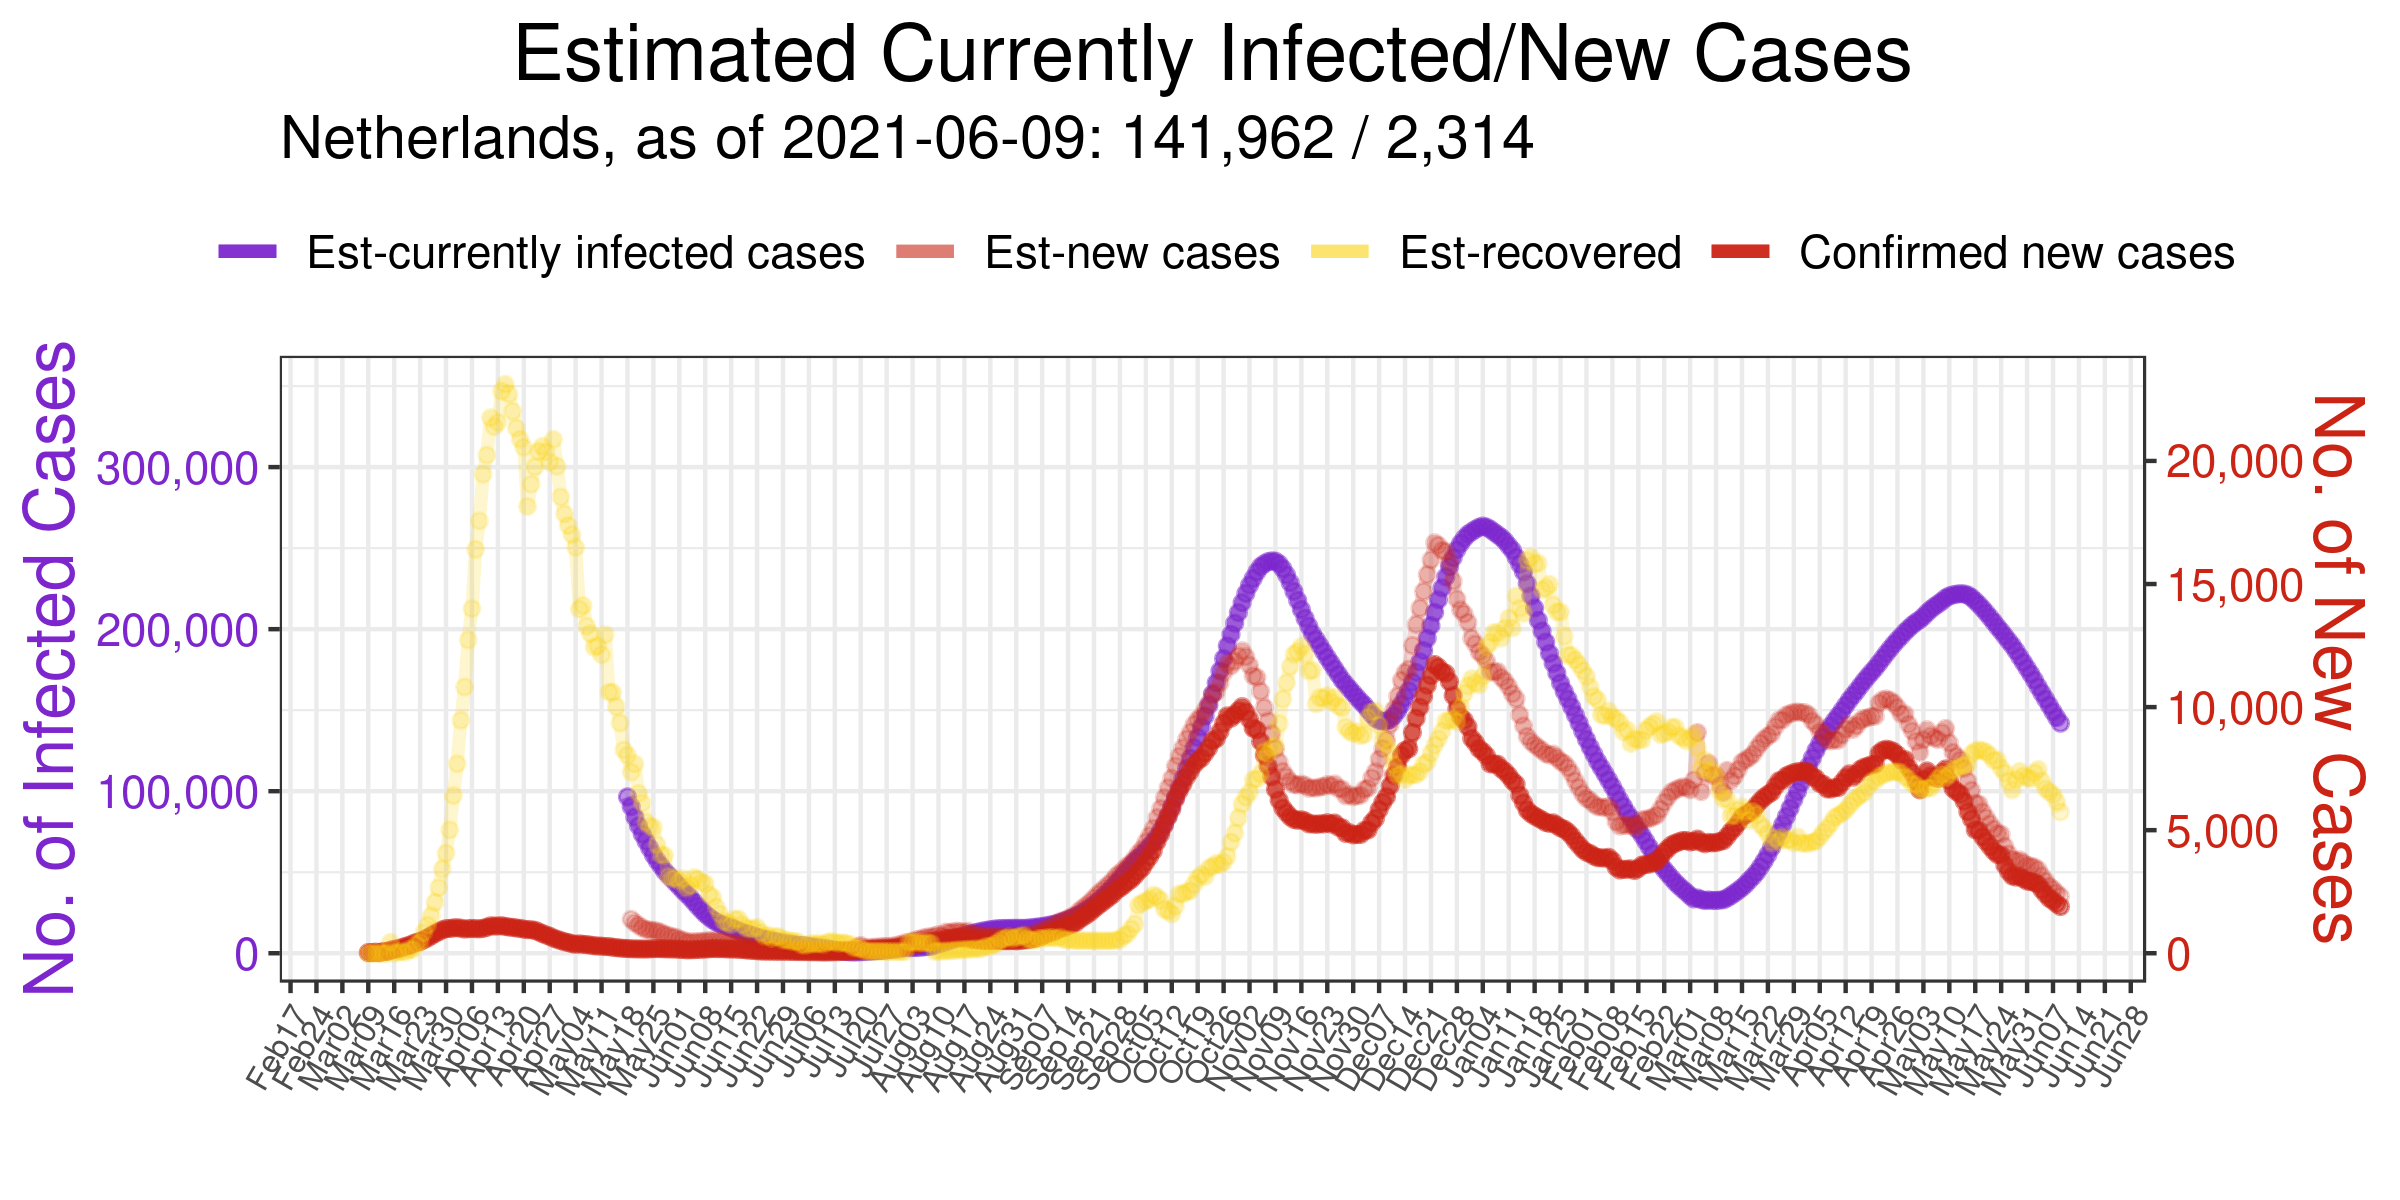 Estimated Currently Infected/New Cases
Netherlands, as of 2021-06-09: 141,962 / 2,314
Est-currently infected cases Est-new cases Est-recovered Confirmed new cases
No. of Infected Cases
300,000
200,000
100,000
0
20,000
15,000
10,000
5,000
0
No. of New Cases
Feb17 Feb24 Mar02 Mar09 Mar16 Mar23 Mar30 Apr06 Apr13 Apr20 Apr27 May04 May11 May18 May25 Jun01 Jun08 Jun15 Jun22 Jun29 Jul06 Jul13 Jul20 Jul27 Aug03 Aug10 Aug17 Aug24 Aug31 Sep07 Sep14 Sep21 Sep28 Oct05 Oct12 Oct19 Oct26 Nov02 Nov09 Nov16 Nov23 Nov30 Dec07 Dec14 Dec21 Dec28 Jan04 Jan11 Jan18 Jan25 Feb01 Feb08 Feb15 Feb22 Mar01 Mar08 Mar15 Mar22 Mar29 Apr05 Apr12 Apr19 Apr26 May03 May10 May17 May24 May31 Jun07 Jun14 Jun21 Jun28